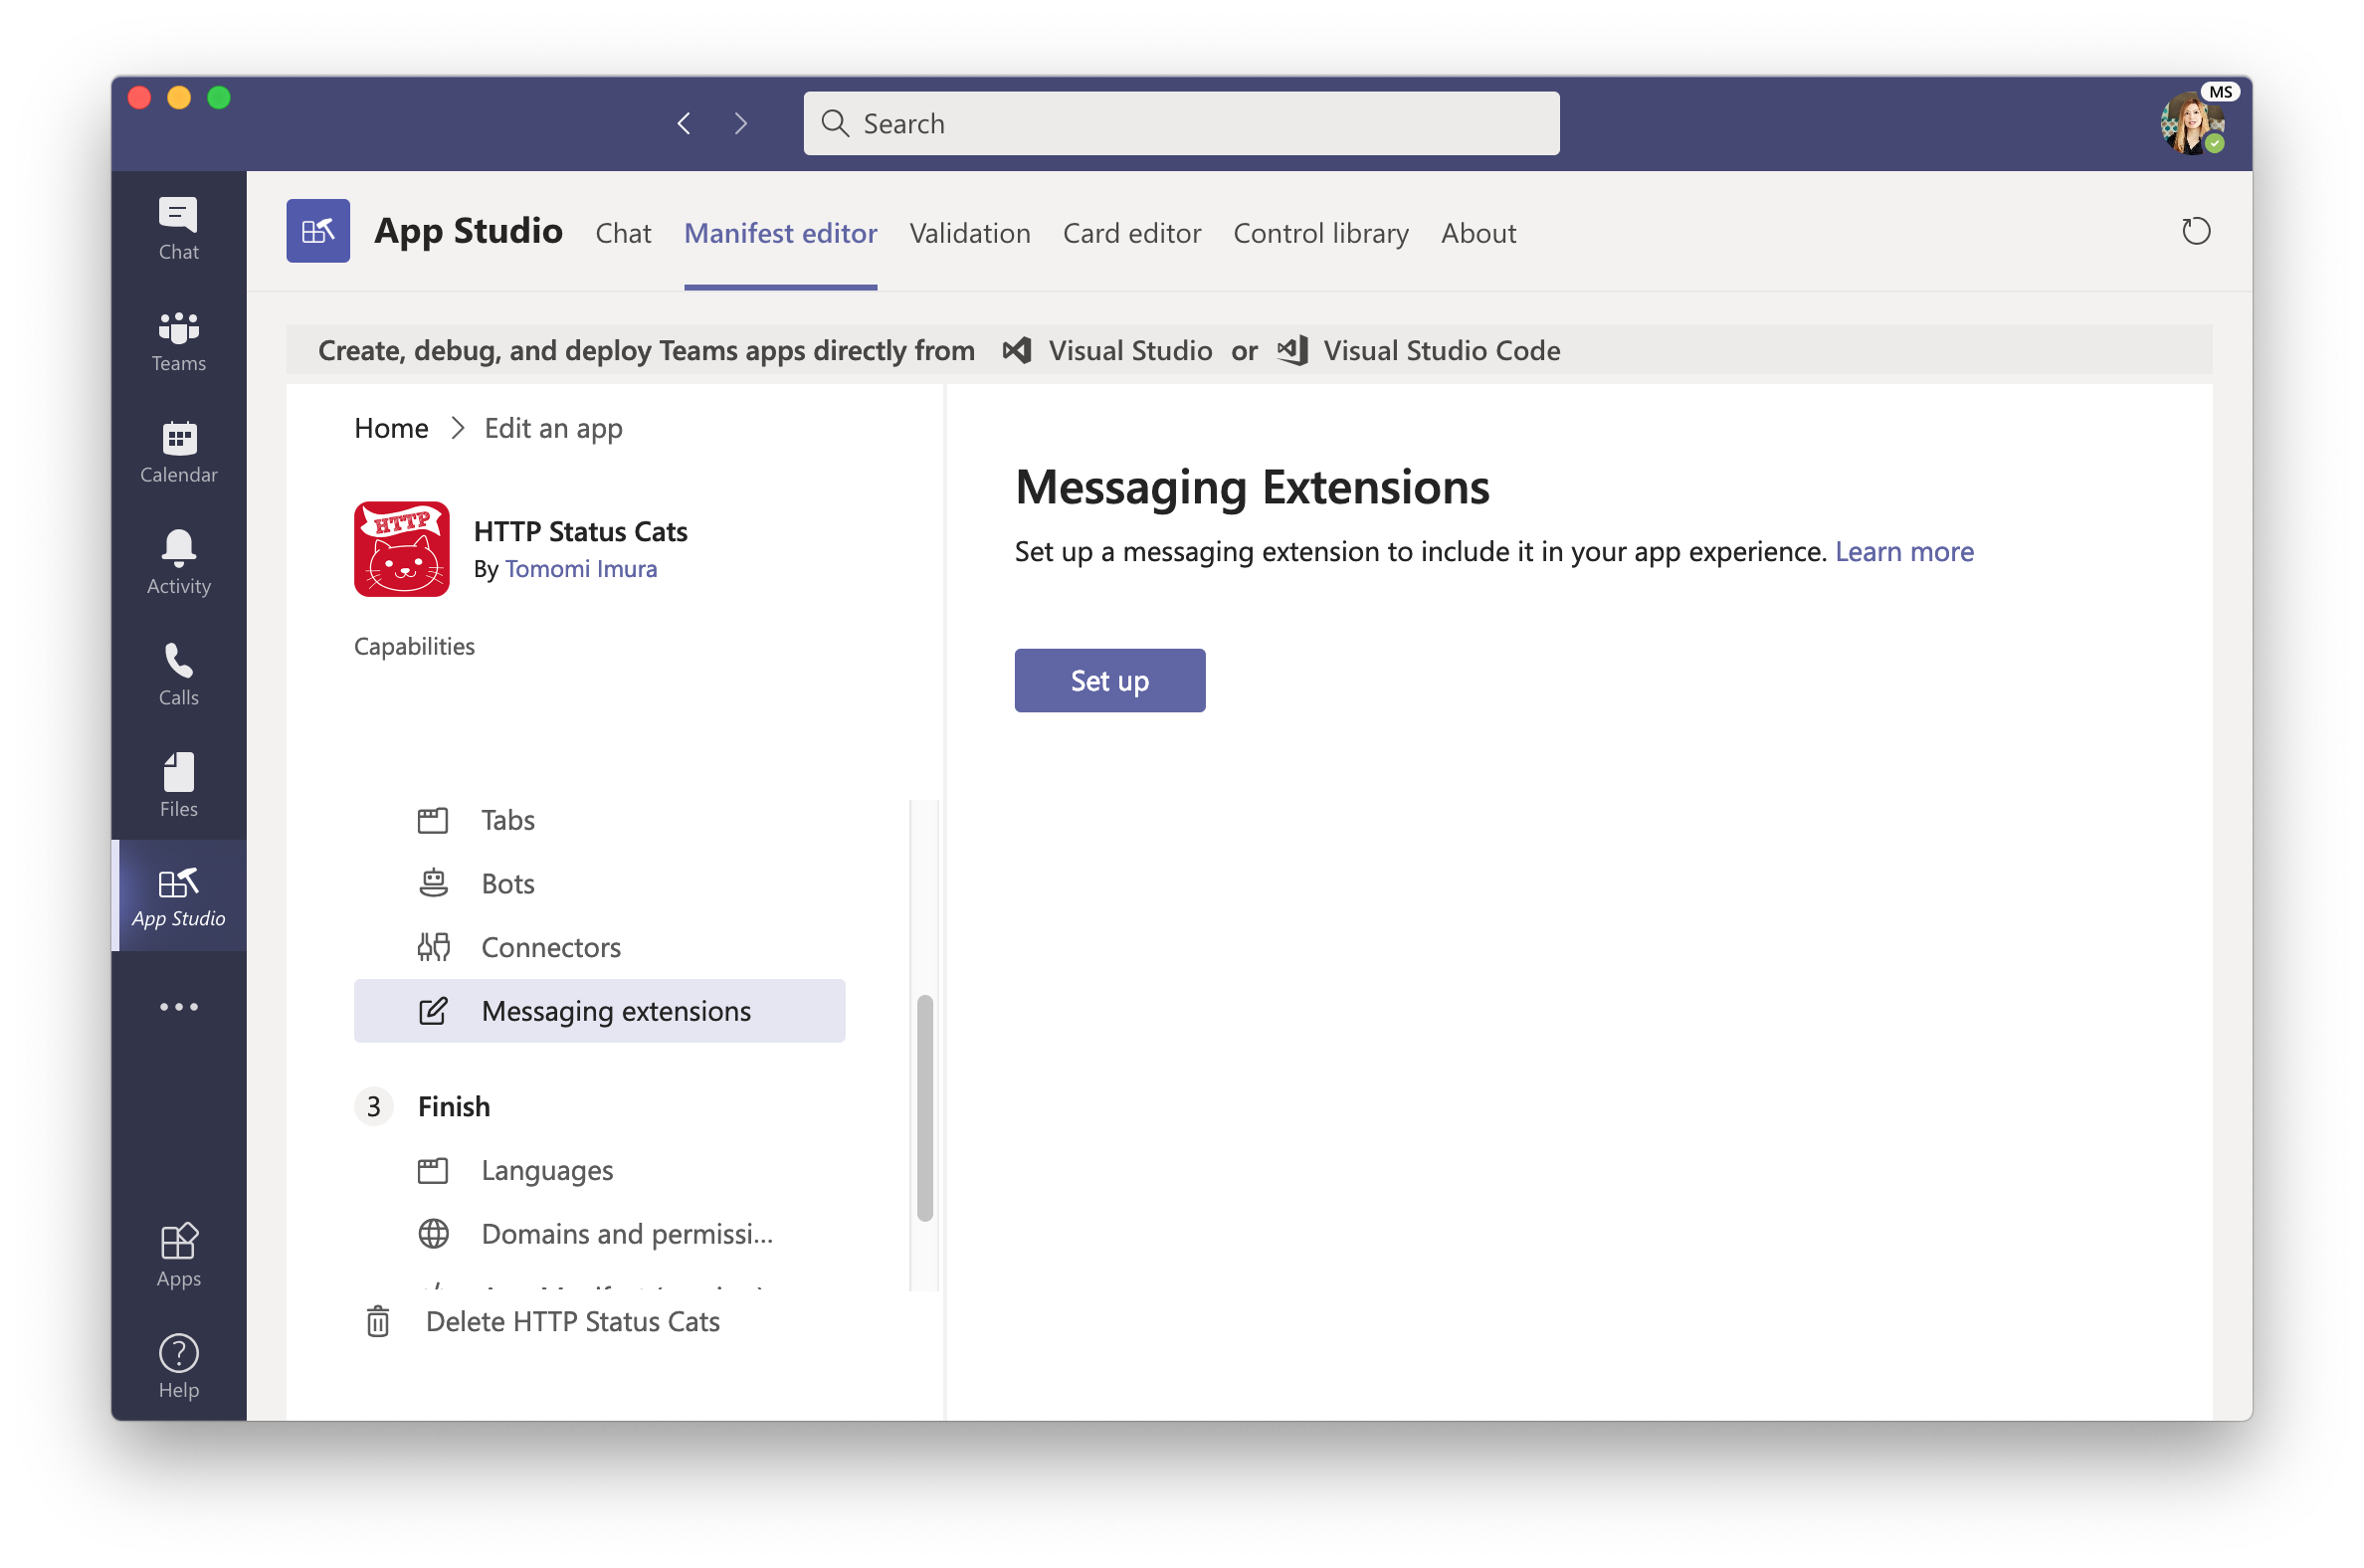 MS
Search
Chat
Teams
Calendar
Activity
Calls
Files
App Studio
Apps
Help
App Studio Chat Manifest editor Validation Card editor Control library About
Create, debug, and deploy Teams apps directly from Visual Studio or Visual Studio Code
Home Edit an app
HTTP
HTTP Status Cats
By Tomomi Imura
Capabilities
Tabs
Bots
Connectors
Messaging extensions
3 Finish
Languages
Domains and permissi...
Delete HTTP Status Cats
Messaging Extensions
Set up a messaging extension to include it in your app experience. Learn more
Set up